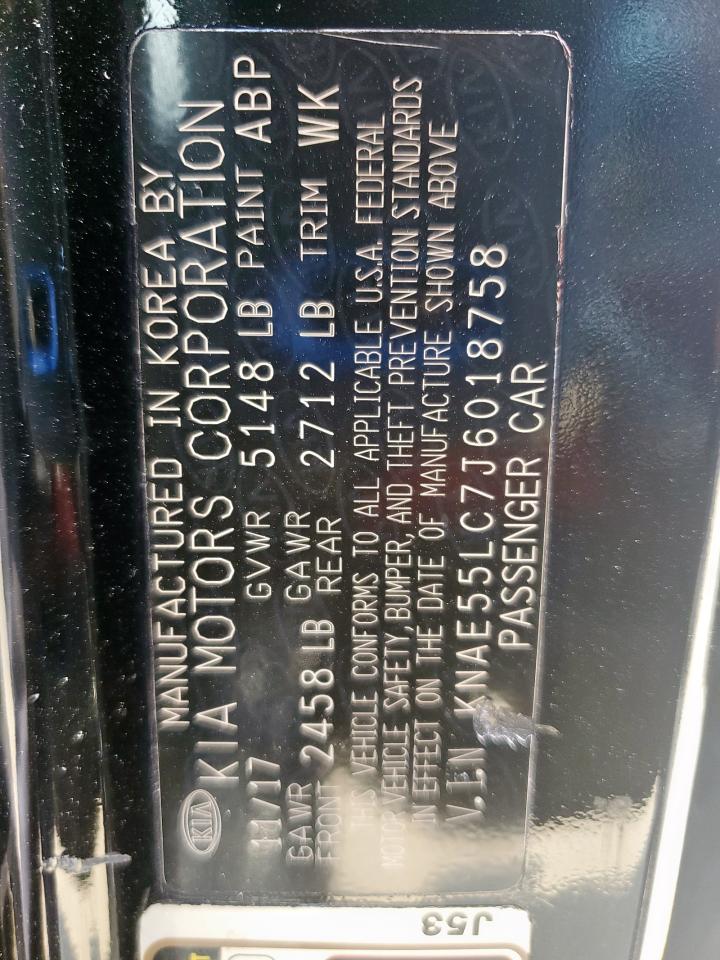 MANUFACTURED IN KOREA BY
KIA KIA MOTORS CORPORATION
11/17 GVWR 5148 LB PAINT ABP
GAWR FRONT 2458 LB GAWR REAR 2712 LB TRIM WK
THIS VEHICLE CONFORMS TO ALL APPLICABLE U.S.A. FEDERAL
MOTOR VEHICLE SAFETY, BUMPER, AND THEFT PREVENTION STANDARDS
IN EFFECT ON THE DATE OF MANUFACTURE SHOWN ABOVE
V.I.N KNAE55LC7J6018758
PASSENGER CAR
J53